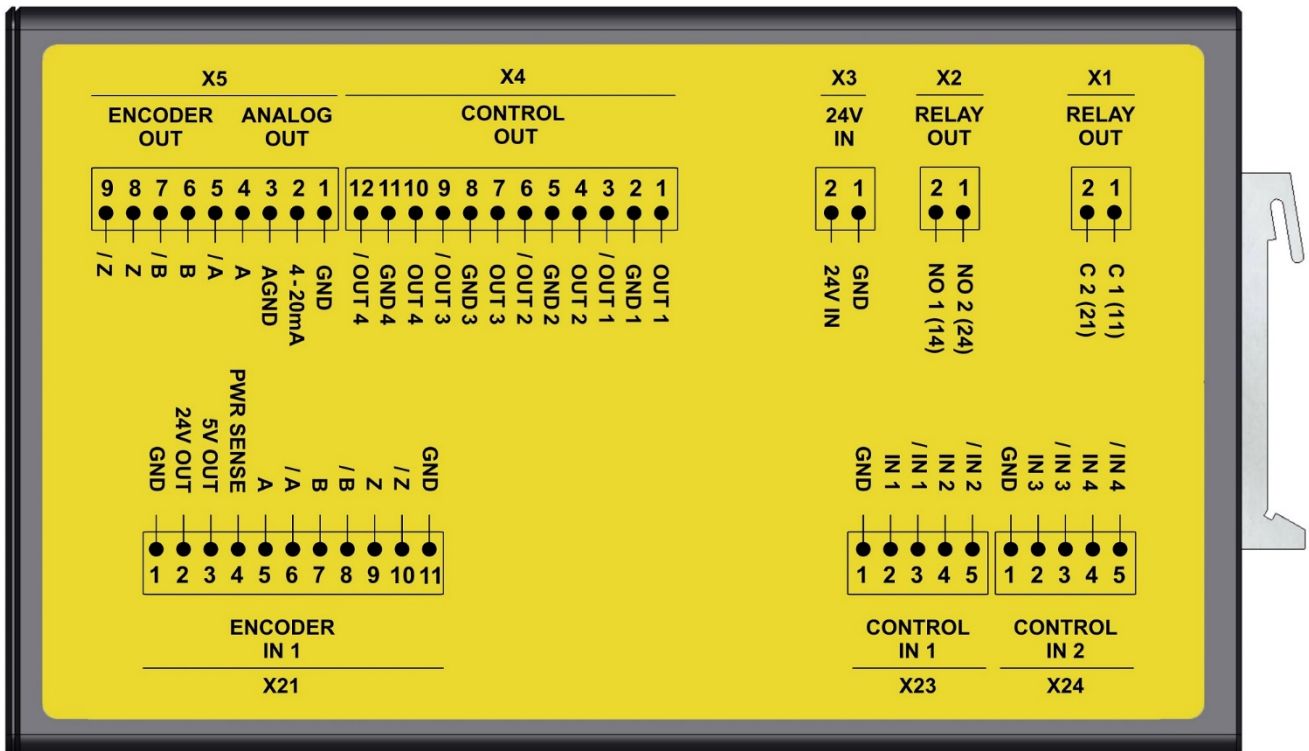 X5
X4
X3
X2
X1
ENCODER
OUT
ANALOG
OUT
CONTROL
OUT
24V
IN
RELAY
OUT
RELAY
OUT
9 8 7 6 5 4 3 2 1
12 11 10 9 8 7 6 5 4 3 2 1
2 1
2 1
2 1
/ Z
Z
/ B
B
/ A
A
AGND
4 - 20mA
GND
/ OUT 4
GND 4
OUT 4
/ OUT 3
GND 3
OUT 3
/ OUT 2
GND 2
OUT 2
/ OUT 1
GND 1
OUT 1
24V IN
GND
NO 1 (14)
NO 2 (24)
C 2 (21)
C 1 (11)
GND
24V OUT
5V OUT
PWR SENSE
A
/ A
B
/ B
Z
/ Z
GND
GND
IN 1
/ IN 1
IN 2
/ IN 2
GND
IN 3
/ IN 3
IN 4
/ IN 4
1 2 3 4 5 6 7 8 9 10 11
1 2 3 4 5
1 2 3 4 5
ENCODER
IN 1
CONTROL
IN 1
CONTROL
IN 2
X21
X23
X24